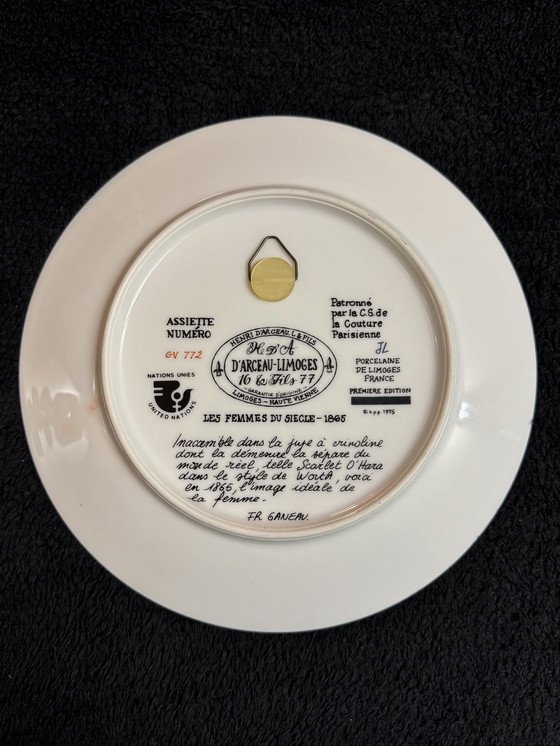 Patronné
par la C.S. de
la Couture
Parisienne
ASSIETTE
NUMÉRO
GV 772
HENRI D'ARCEAU. L & FILS
H D'A
D'ARCEAU-LIMOGES
16 & Fils 77
GARANTIE D'ORIGINE
LIMOGES - HAUTE VIENNE
JL
PORCELAINE
DE LIMOGES
FRANCE
PREMIÈRE EDITION
NATIONS UNIES
UNITED NATIONS
LES FEMMES DU SIECLE - 1865
Inaccessible dans la jupe à crinoline
dont la démesure la sépare du
monde réel, telle Scarlet O'Hara
dans le style de Worth, voici
en 1865, l'image idéale de
la femme.
FR. GANEAU